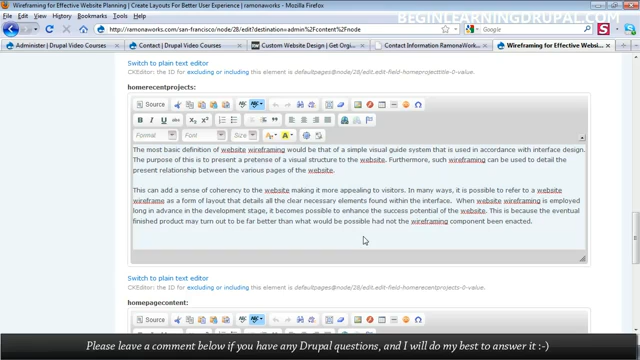 Wireframing for Effective Website Planning | Create Layouts For Better User Experience | ramonaworks - Mozilla Firefox
BEGINLEARNINGDRUPAL.COM
File Edit View History Bookmarks Tools Help
http://ramonaworks.com/san-francisco/node/28/edit?destination=admin%2Fcontent%2Fnode
Google
Administer | Drupal Video Courses
Contact | Drupal Video Courses
Custom Website Design | Get Orgi...
Contact Information RamonaWork...
Wireframing for Effective Websi...
Switch to plain text editor
CKEditor: the ID for excluding or including this element is defaultpages@node/28/edit.edit-field-homeprojecttitle-0-value.
homerecentprojects:
Source
B I U
Format Font Size
The most basic definition of website wireframing would be that of a simple visual guide system that is used in accordance with interface design.
The purpose of this is to present a pretense of a visual structure to the website. Furthermore, such wireframing can be used to detail the
present relationship between the various pages of the website.
This can add a sense of coherency to the website making it more appealing to visitors. In many ways, it is possible to refer to a website
wireframe as a form of layout that details all the clear necessary elements found within the interface. When website wireframing is employed
long in advance in the development stage, it becomes possible to enhance the success potential of the website. This is because the eventual
finished product may turn out to be far better than what would be possible had not the wireframing component been enacted.
Switch to plain text editor
CKEditor: the ID for excluding or including this element is defaultpages@node/28/edit.edit-field-homerecentprojects-0-value.
homepagecontent:
Source
Please leave a comment below if you have any Drupal questions, and I will do my best to answer it :-)